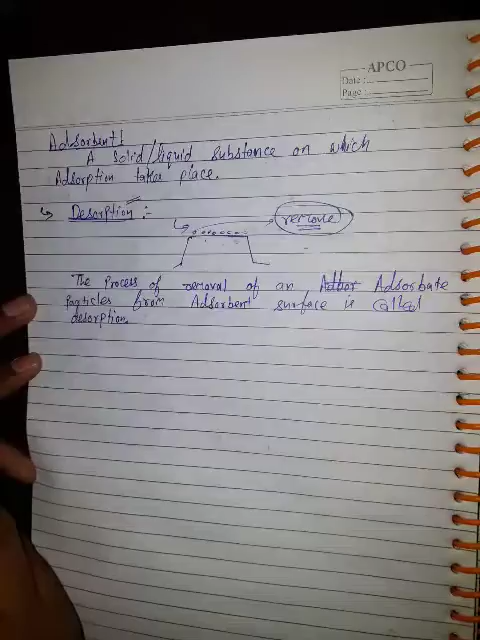 APCO
Date:
Page:
Adsorbent!
A solid/liquid substance on which
Adsorption takes place.
Desorption :-
remove
The Process of removal of an Adsorbate
Particles from Adsorbent surface is called
desorption.